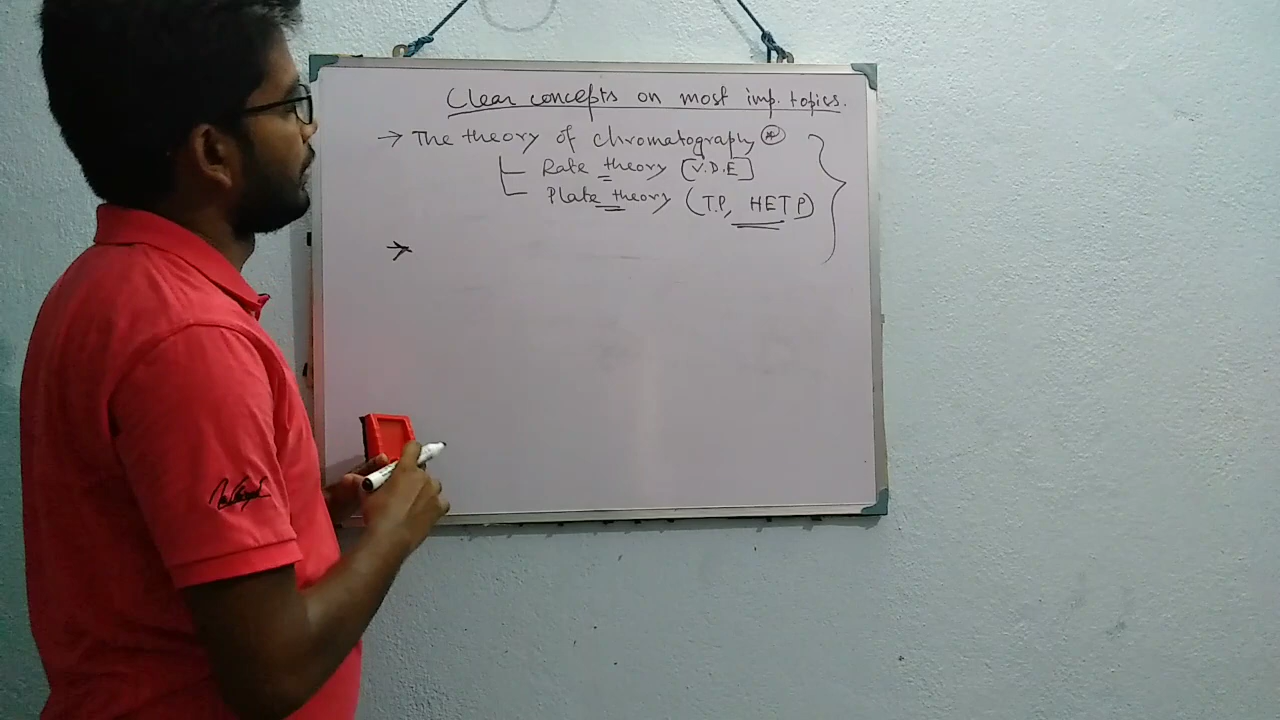 Clear concepts on most imp. topics.
→ The theory of chromatography *
Rate theory [V.D.E]
Plate theory (T.P, HETP)
→